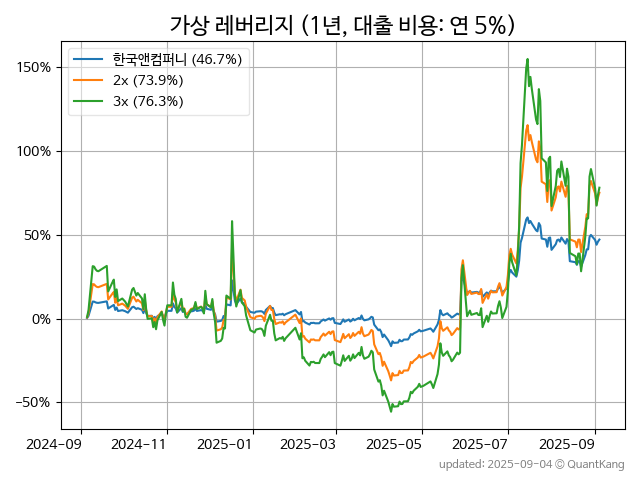 가상 레버리지 (1년, 대출 비용: 연 5%)
한국앤컴퍼니 (46.7%)
2x (73.9%)
3x (76.3%)
150%
100%
50%
0%
−50%
2024-09
2024-11
2025-01
2025-03
2025-05
2025-07
2025-09
updated: 2025-09-04 © QuantKang